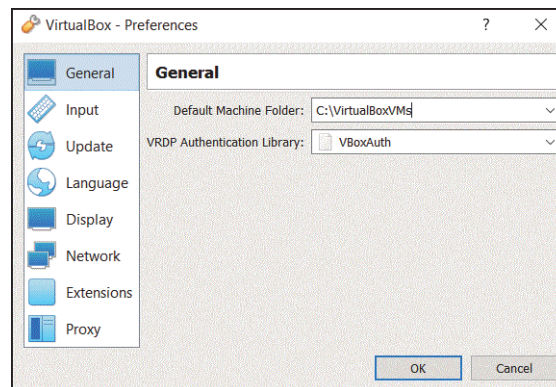 VirtualBox - Preferences
General
Input
Update
Language
Display
Network
Extensions
Proxy
General
Default Machine Folder: C:\VirtualBoxVMs
VRDP Authentication Library: VBoxAuth
OK
Cancel